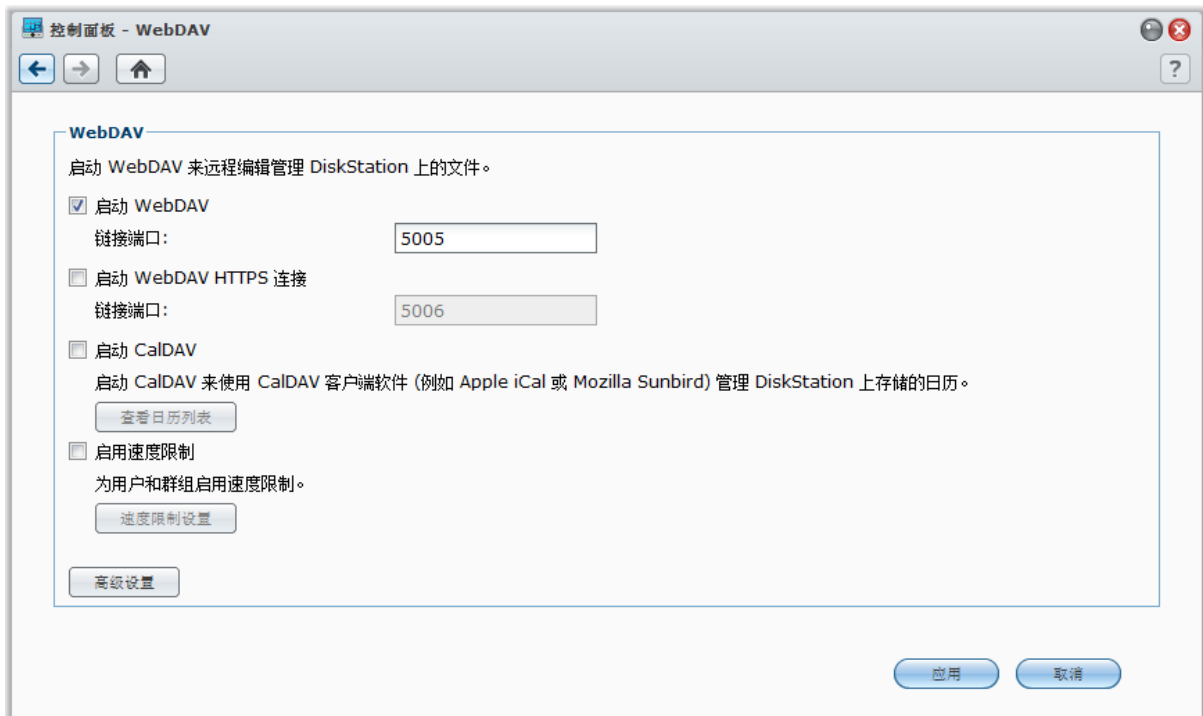 控制面板 - WebDAV
?
WebDAV
启动 WebDAV 来远程编辑管理 DiskStation 上的文件。
启动 WebDAV
链接端口:
5005
启动 WebDAV HTTPS 连接
链接端口:
5006
启动 CalDAV
启动 CalDAV 来使用 CalDAV 客户端软件 (例如 Apple iCal 或 Mozilla Sunbird) 管理 DiskStation 上存储的日历。
查看日历列表
启用速度限制
为用户和群组启用速度限制。
速度限制设置
高级设置
应用
取消